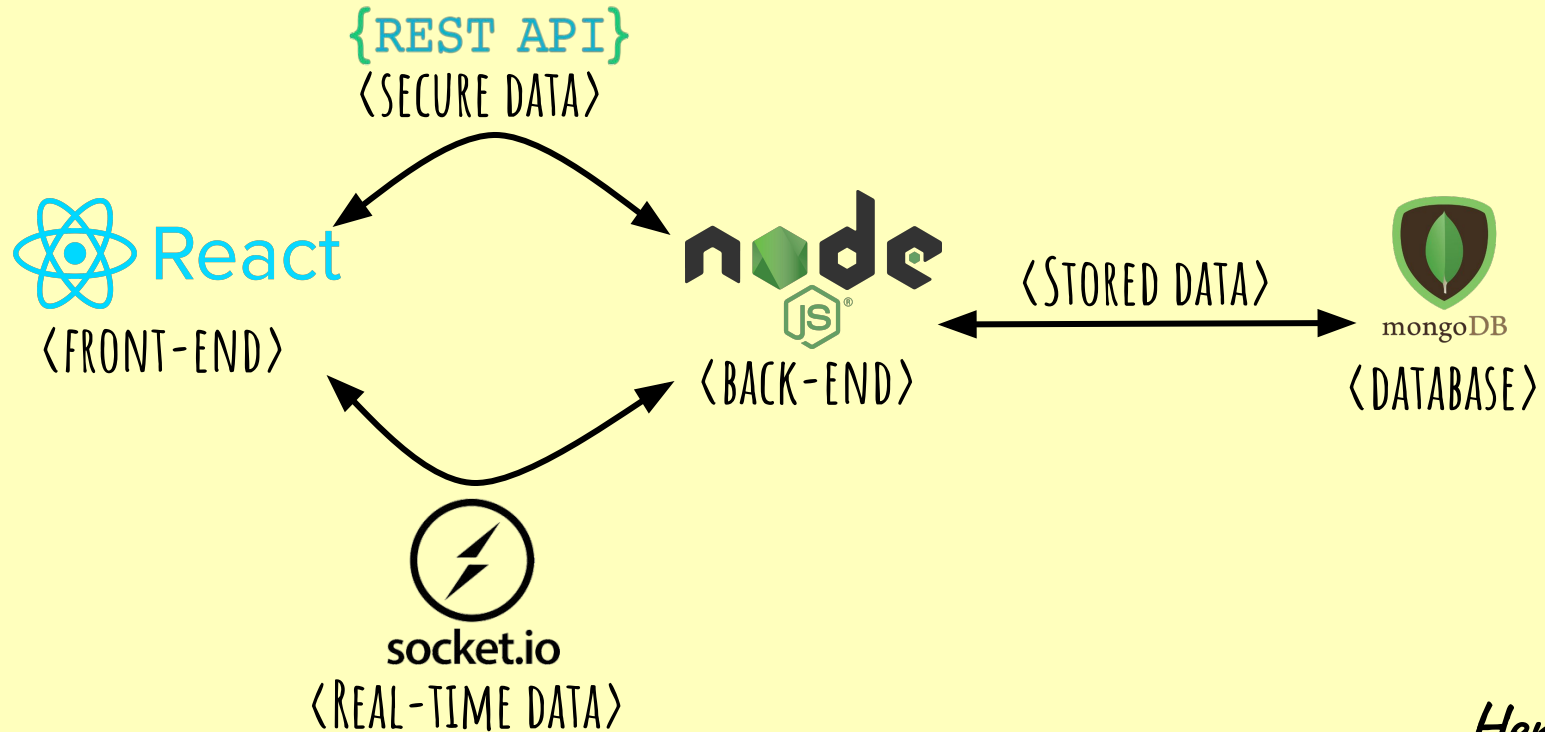 {REST API}
<SECURE DATA>
React
<FRONT-END>
node
JS®
<BACK-END>
<STORED DATA>
mongoDB
<DATABASE>
socket.io
<REAL-TIME DATA>